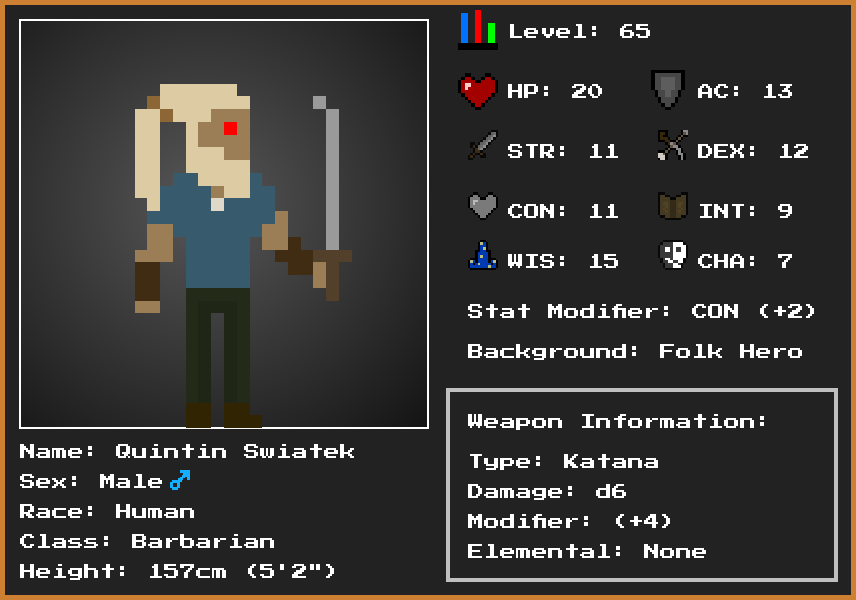 Level: 65
HP: 20
AC: 13
STR: 11
DEX: 12
CON: 11
INT: 9
WIS: 15
CHA: 7
Stat Modifier: CON (+2)
Background: Folk Hero
Weapon Information:
Type: Katana
Damage: d6
Modifier: (+4)
Elemental: None
Name: Quintin Swiatek
Sex: Male ♂
Race: Human
Class: Barbarian
Height: 157cm (5'2")